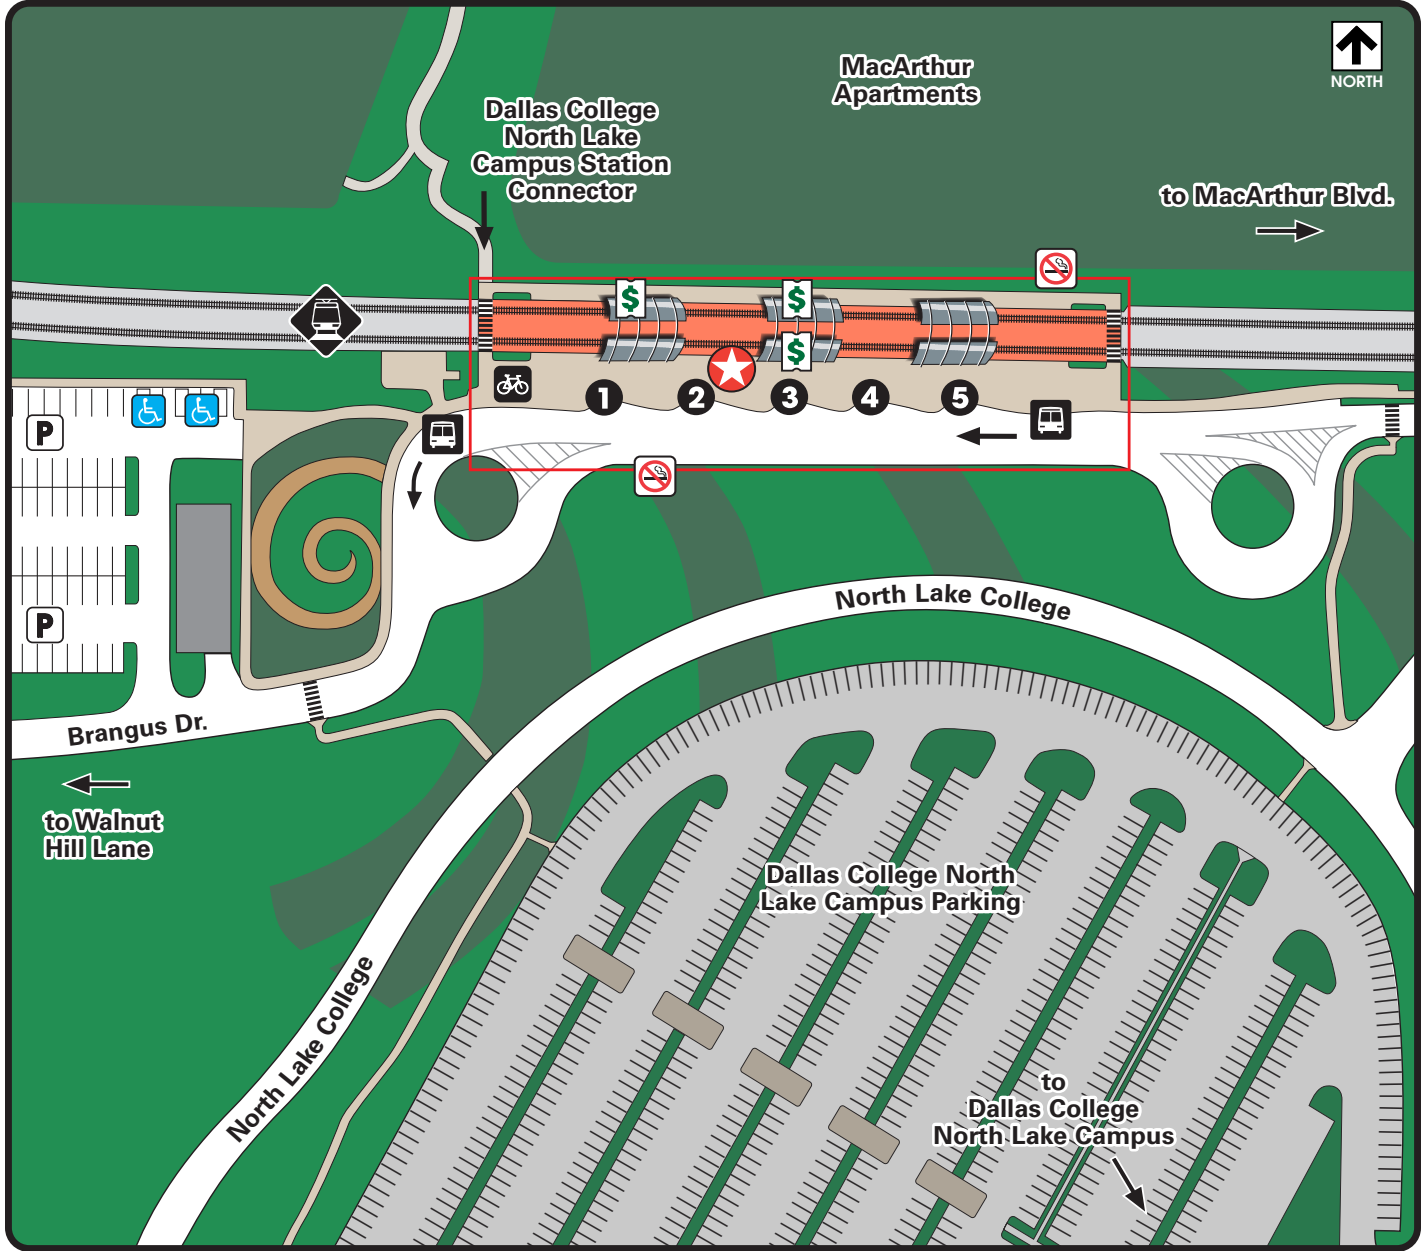 NORTH
MacArthur
Apartments
Dallas College
North Lake
Campus Station
Connector
to MacArthur Blvd.
$
$
$
1
2
3
4
5
P
P
North Lake College
Brangus Dr.
to Walnut
Hill Lane
Dallas College North
Lake Campus Parking
North Lake College
to
Dallas College
North Lake Campus